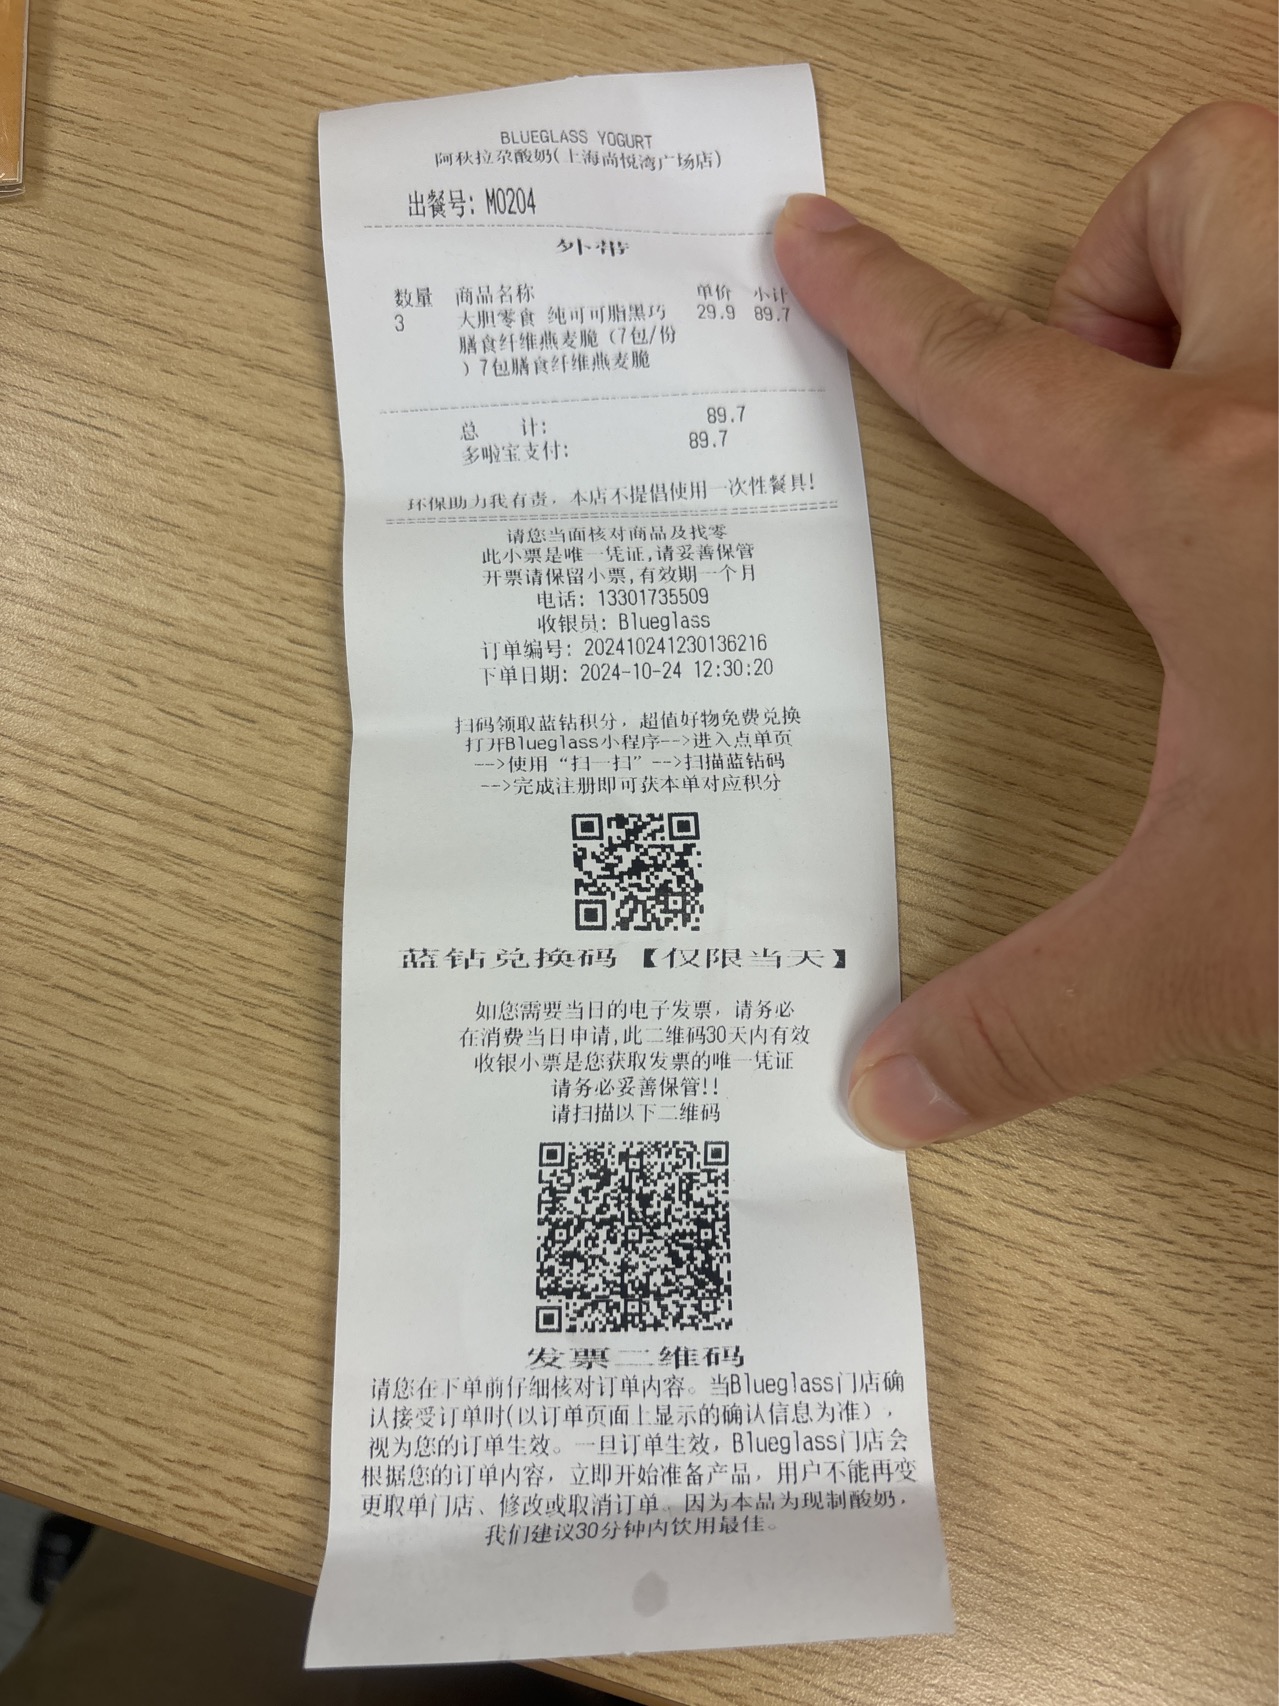 BLUEGLASS YOGURT
阿秋拉尕酸奶(上海尚悦湾广场店)
出餐号: M0204
外带
数量 商品名称 单价 小计
3 大胆零食 纯可可脂黑巧 29.9 89.7
膳食纤维燕麦脆 (7包/份
) 7包膳食纤维燕麦脆
总 计: 89.7
多啦宝支付: 89.7
环保助力我有责，本店不提倡使用一次性餐具!
请您当面核对商品及找零
此小票是唯一凭证,请妥善保管
开票请保留小票,有效期一个月
电话: 13301735509
收银员: Blueglass
订单编号: 202410241230136216
下单日期: 2024-10-24 12:30:20
扫码领取蓝钻积分，超值好物免费兑换
打开Blueglass小程序-->进入点单页
-->使用“扫一扫”-->扫描蓝钻码
-->完成注册即可获本单对应积分
蓝钻兑换码【仅限当天】
如您需要当日的电子发票，请务必
在消费当日申请,此二维码30天内有效
收银小票是您获取发票的唯一凭证
请务必妥善保管!!
请扫描以下二维码
发票二维码
请您在下单前仔细核对订单内容。当Blueglass门店确
认接受订单时(以订单页面上显示的确认信息为准)，
视为您的订单生效。一旦订单生效，Blueglass门店会
根据您的订单内容，立即开始准备产品，用户不能再变
更取单门店、修改或取消订单。因为本品为现制酸奶，
我们建议30分钟内饮用最佳。